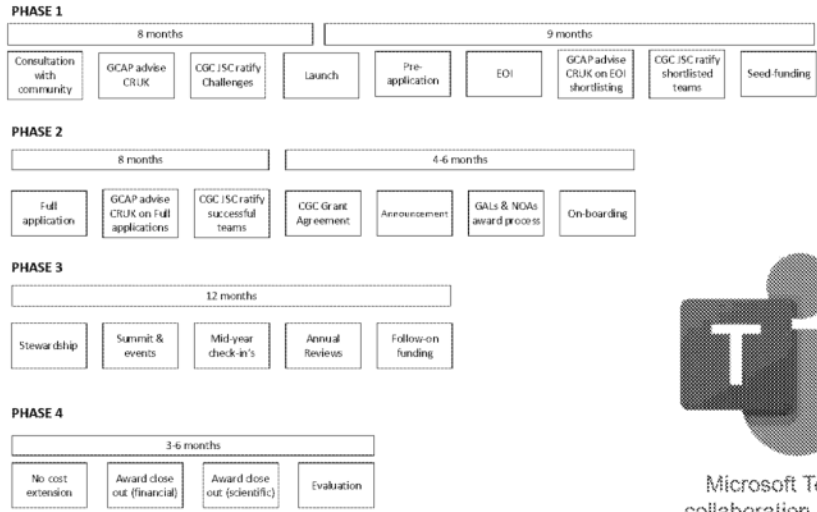 PHASE 1
8 months
9 months
Consultation
with
community
GCAP advise
CRUK
CGC JSC ratify
Challenges
Launch
Pre-
application
EOI
GCAP advise
CRUK on EOI
shortlisting
CGC JSC ratify
shortlisted
teams
Seed-funding
PHASE 2
8 months
4-6 months
Full
application
GCAP advise
CRUK on Full
applications
CGC JSC ratify
successful
teams
CGC Grant
Agreement
Announcement
GALs & NOAs
award process
On-boarding
PHASE 3
12 months
Stewardship
Summit &
events
Mid-year
check-in's
Annual
Reviews
Follow-on
funding
T
PHASE 4
3-6 months
No cost
extension
Award close
out (financial)
Award close
out (scientific)
Evaluation
Microsoft Te
collaboration